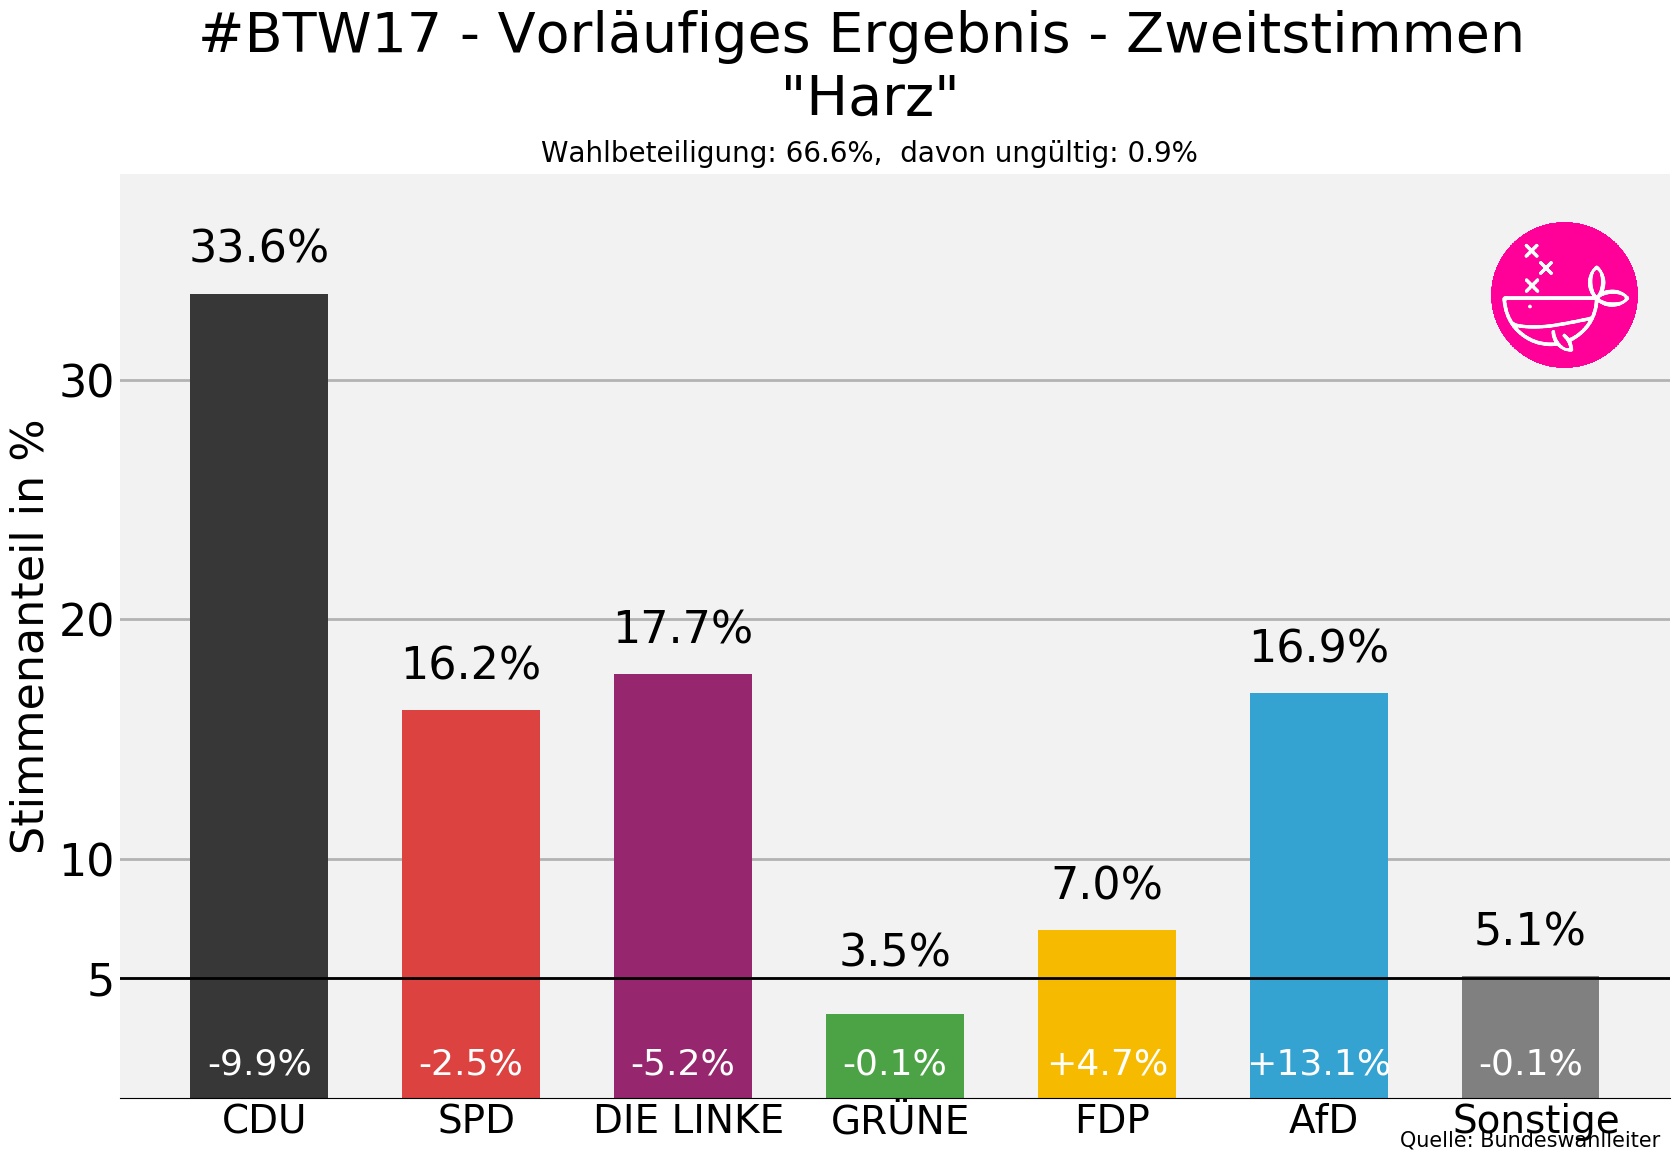 #BTW17 - Vorläufiges Ergebnis - Zweitstimmen
"Harz"
Wahlbeteiligung: 66.6%,  davon ungültig: 0.9%
Stimmenanteil in %
30
20
10
5
33.6%
16.2%
17.7%
3.5%
7.0%
16.9%
5.1%
-9.9%
-2.5%
-5.2%
-0.1%
+4.7%
+13.1%
-0.1%
CDU
SPD
DIE LINKE
GRÜNE
FDP
AfD
Sonstige
Quelle: Bundeswahlleiter